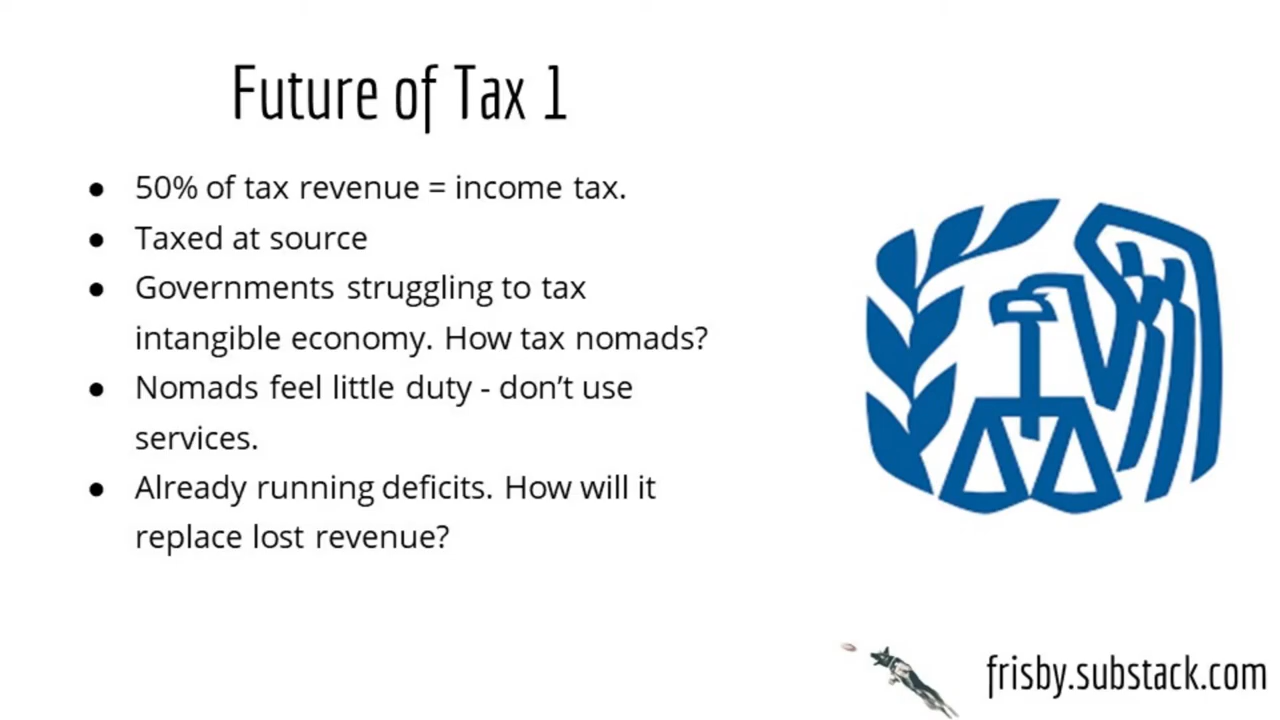 Future of Tax 1
● 50% of tax revenue = income tax.
● Taxed at source
● Governments struggling to tax
intangible economy. How tax nomads?
● Nomads feel little duty - don’t use
services.
● Already running deficits. How will it
replace lost revenue?
frisby.substack.com